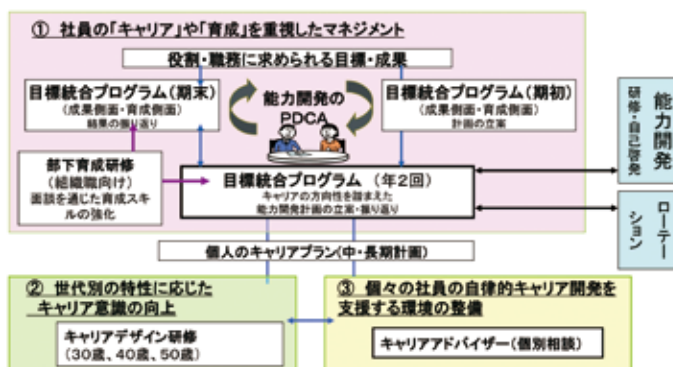 ① 社員の「キャリア」や「育成」を重視したマネジメント
役割・職務に求められる目標・成果
目標統合プログラム(期末)
(成果側面・育成側面)
結果の振り返り
能力開発の
PDCA
目標統合プログラム(期初)
(成果側面・育成側面)
計画の立案
部下育成研修
(組織職向け)
面談を通じた育成スキ
ルの強化
目標統合プログラム (年2回)
キャリアの方向性を踏まえた
能力開発計画の立案・振り返り
能力開発
研修・自己啓発
ローテー
ション
個人のキャリアプラン(中・長期計画)
② 世代別の特性に応じた
キャリア意識の向上
キャリアデザイン研修
(30歳、40歳、50歳)
③ 個々の社員の自律的キャリア開発を
支援する環境の整備
キャリアアドバイザー(個別相談)